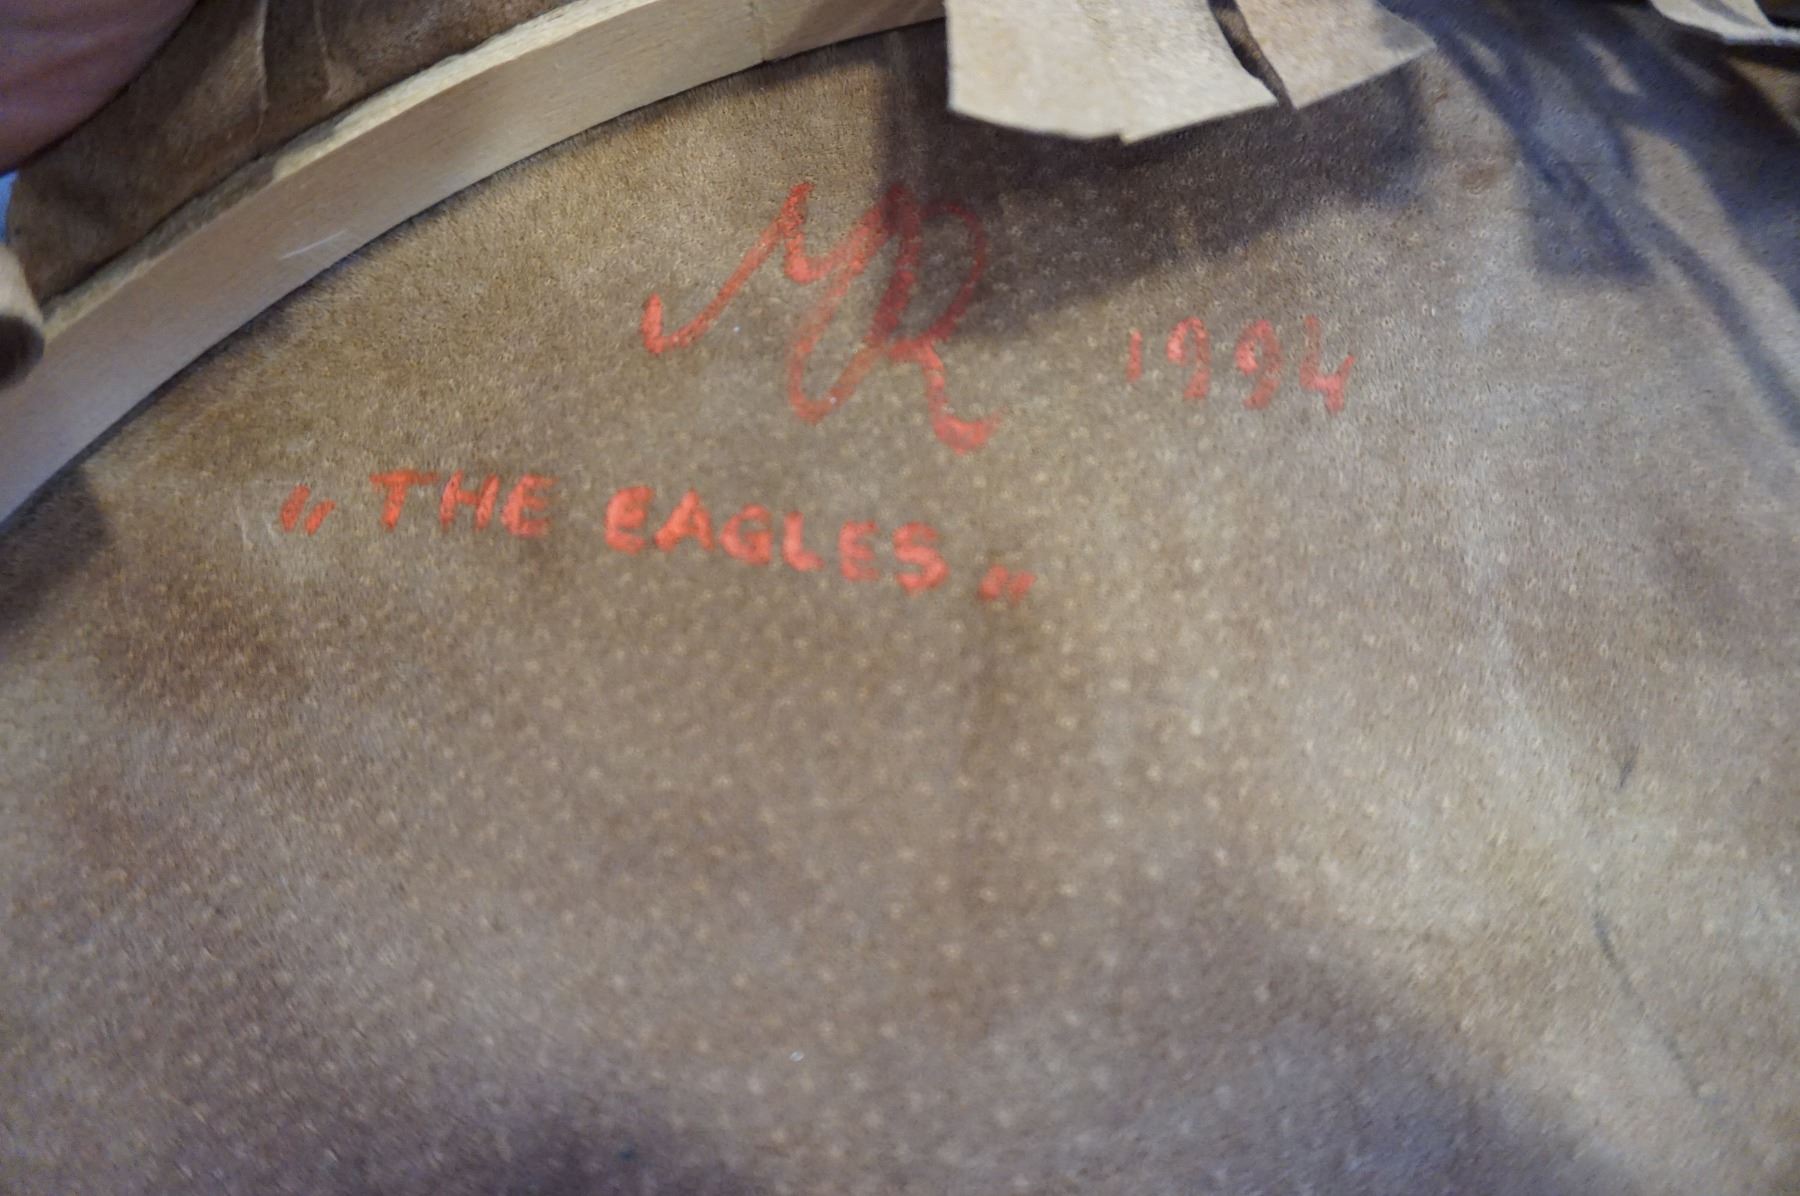 MR 1994
„ THE EAGLES "